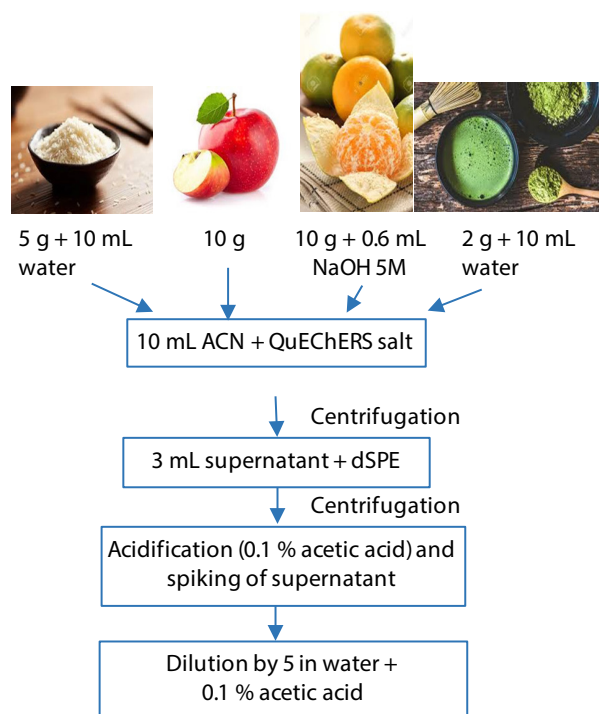 5 g + 10 mL
water
10 g
10 g + 0.6 mL
NaOH 5M
2 g + 10 mL
water
10 mL ACN + QuEChERS salt
Centrifugation
3 mL supernatant + dSPE
Centrifugation
Acidification (0.1 % acetic acid) and
spiking of supernatant
Dilution by 5 in water +
0.1 % acetic acid